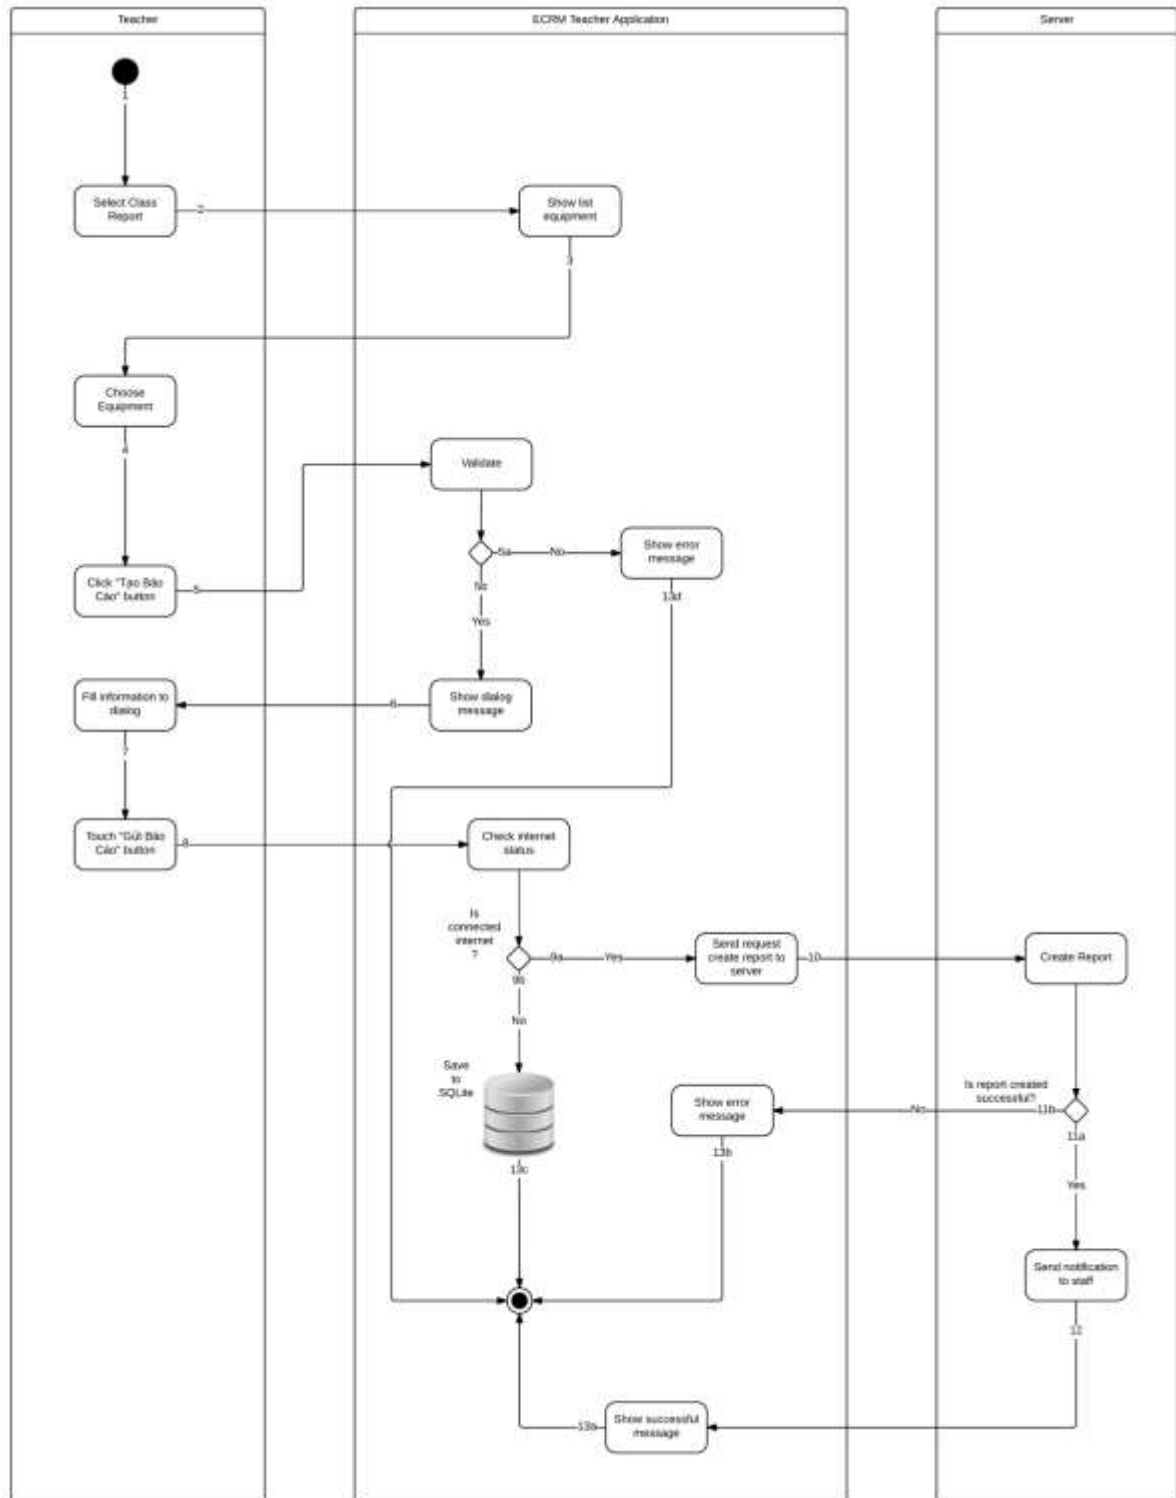 Teacher
ECRM Teacher Application
Server
1
Select Class
Report
2
Show list
equipment
3
Choose
Equipment
4
Validate
5a
No
Show error
message
Click "Tạo Báo
Cáo" button
5
Yes
13d
Fill information to
dialog
6
Show dialog
message
7
Touch "Gửi Báo
Cáo" button
8
Check internet
status
Is
connected
internet
?
9a
Yes
Send request
create report to
server
10
Create Report
9b
No
Save
to
SQLite
Show error
message
No
Is report created
successful?
11b
11a
13c
13b
Yes
Send notification
to staff
12
Show successful
message